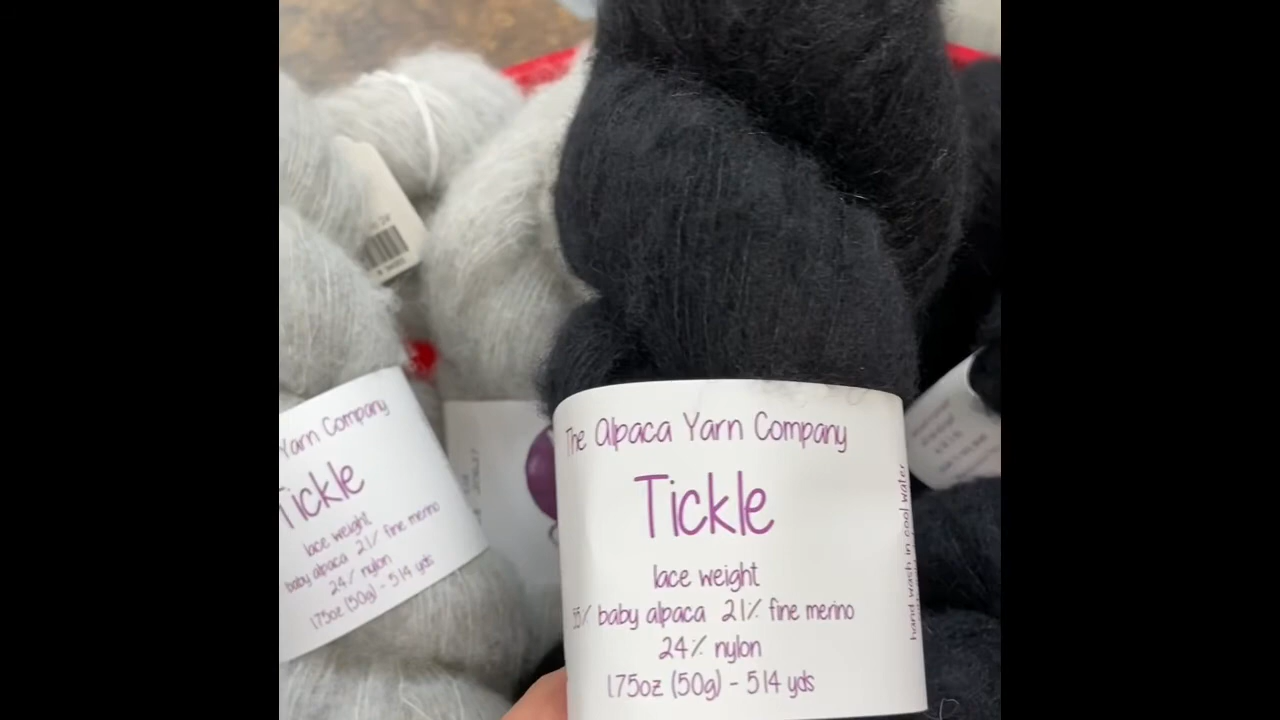 The Alpaca Yarn Company
Tickle
lace weight
55% baby alpaca 21% fine merino
24% nylon
1.75oz (50g) - 514 yds
hand wash in cool water
Yarn Company
Tickle
lace weight
baby alpaca 21% fine merino
24% nylon
1.75oz (50g) - 514 yds